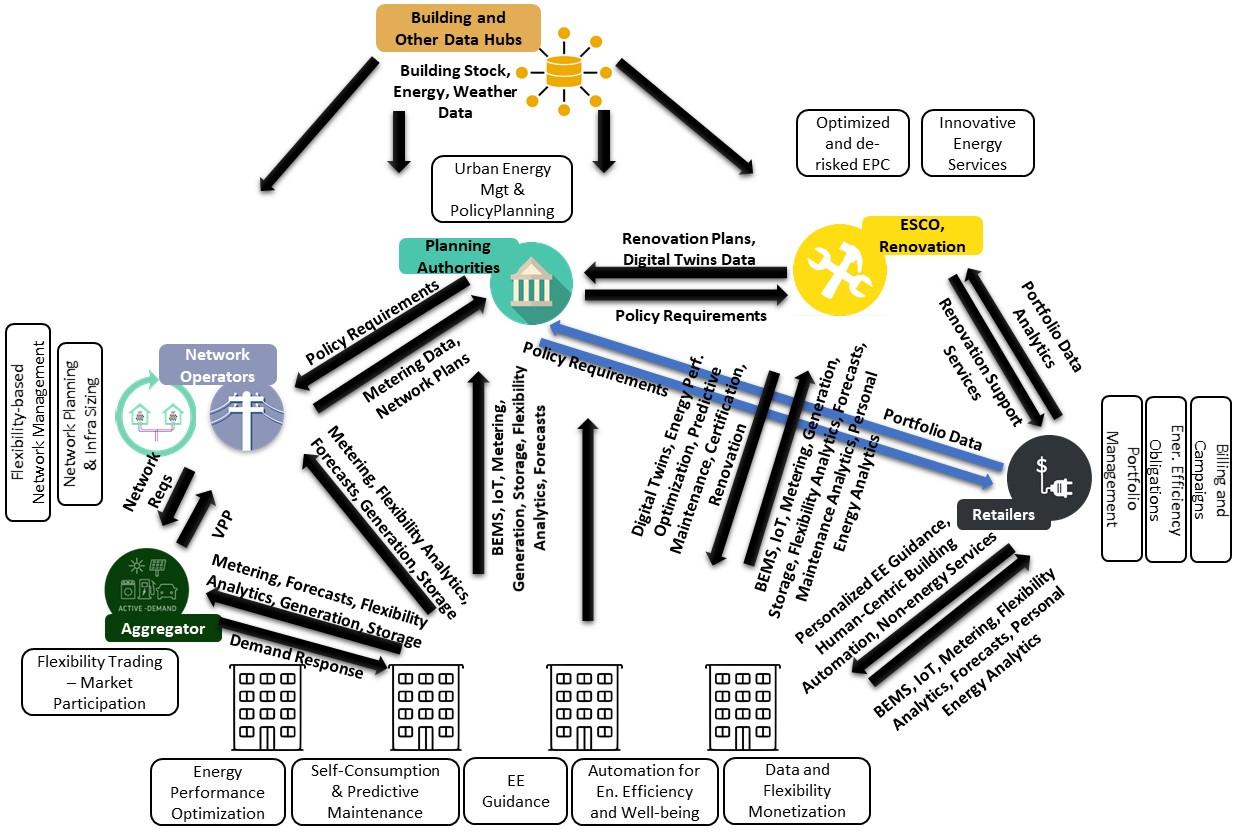 Building and
Other Data Hubs
Building Stock,
Energy, Weather
Data
Optimized
and de-
risked EPC
Innovative
Energy
Services
Urban Energy
Mgt &
PolicyPlanning
Planning
Authorities
Renovation Plans,
Digital Twins Data
Policy Requirements
ESCO,
Renovation
Policy Requirements
Metering Data,
Network Plans
Network
Operators
Flexibility-based
Network Management
Network Planning
& Infra Sizing
Network
Reqs
VPP
Metering, Flexibility Analytics,
Forecasts, Generation, Storage
BEMS, IoT, Metering,
Generation, Storage, Flexibility
Analytics, Forecasts
Policy Requirements
Portfolio Data
Digital Twins, Energy Perf.
Optimization, Predictive
Maintenance, Certification,
Renovation
BEMS, IoT, Metering, Generation,
Storage, Flexibility Analytics, Forecasts,
Maintenance Analytics, Personal
Energy Analytics
Renovation Support
Services
Portfolio Data
Analytics
$
Retailers
Portfolio
Management
Ener. Efficiency
Obligations
Billing and
Campaigns
Personalized EE Guidance,
Human-Centric Building
Automation, Non-energy Services
BEMS, IoT, Metering, Flexibility
Analytics, Forecasts, Personal
Energy Analytics
ACTIVE -DEMAND
Aggregator
Metering, Forecasts, Flexibility
Analytics, Generation, Storage
Demand Response
Flexibility Trading
– Market
Participation
Energy
Performance
Optimization
Self-Consumption
& Predictive
Maintenance
EE
Guidance
Automation for
En. Efficiency
and Well-being
Data and
Flexibility
Monetization